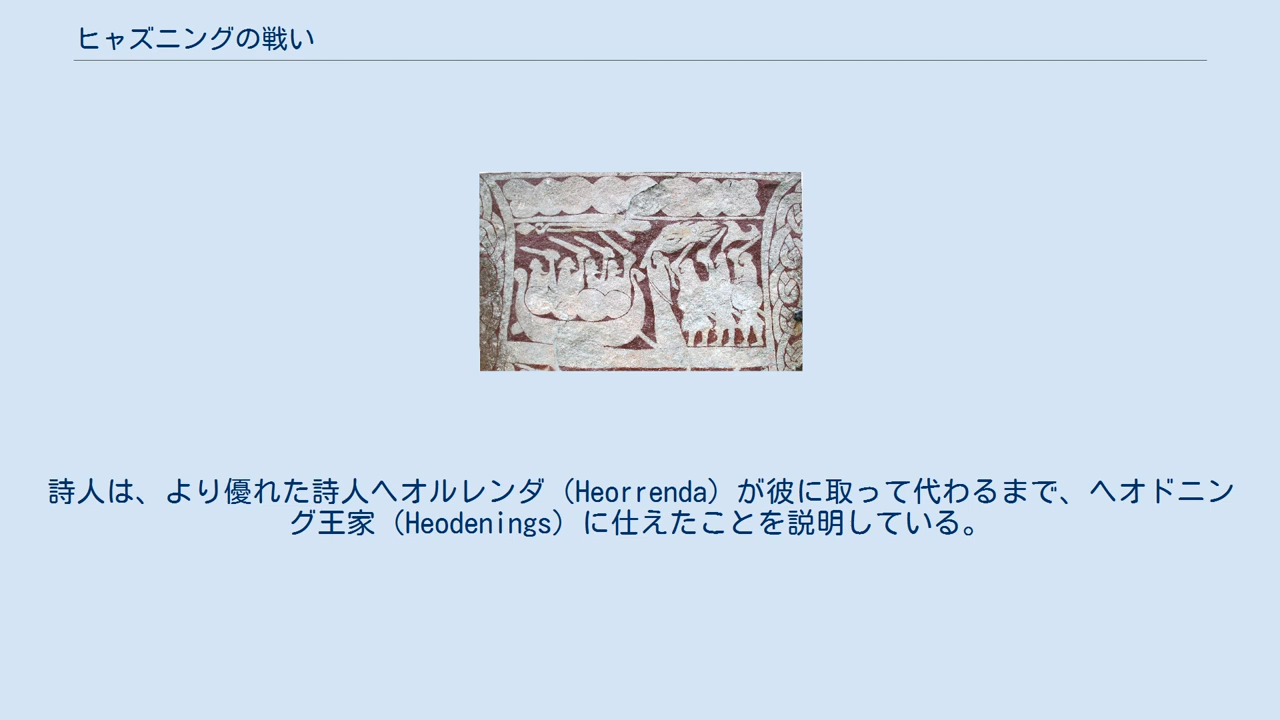 ヒャズニングの戦い
詩人は、より優れた詩人ヘオルレンダ（Heorrenda）が彼に取って代わるまで、ヘオドニン
グ王家（Heodenings）に仕えたことを説明している。